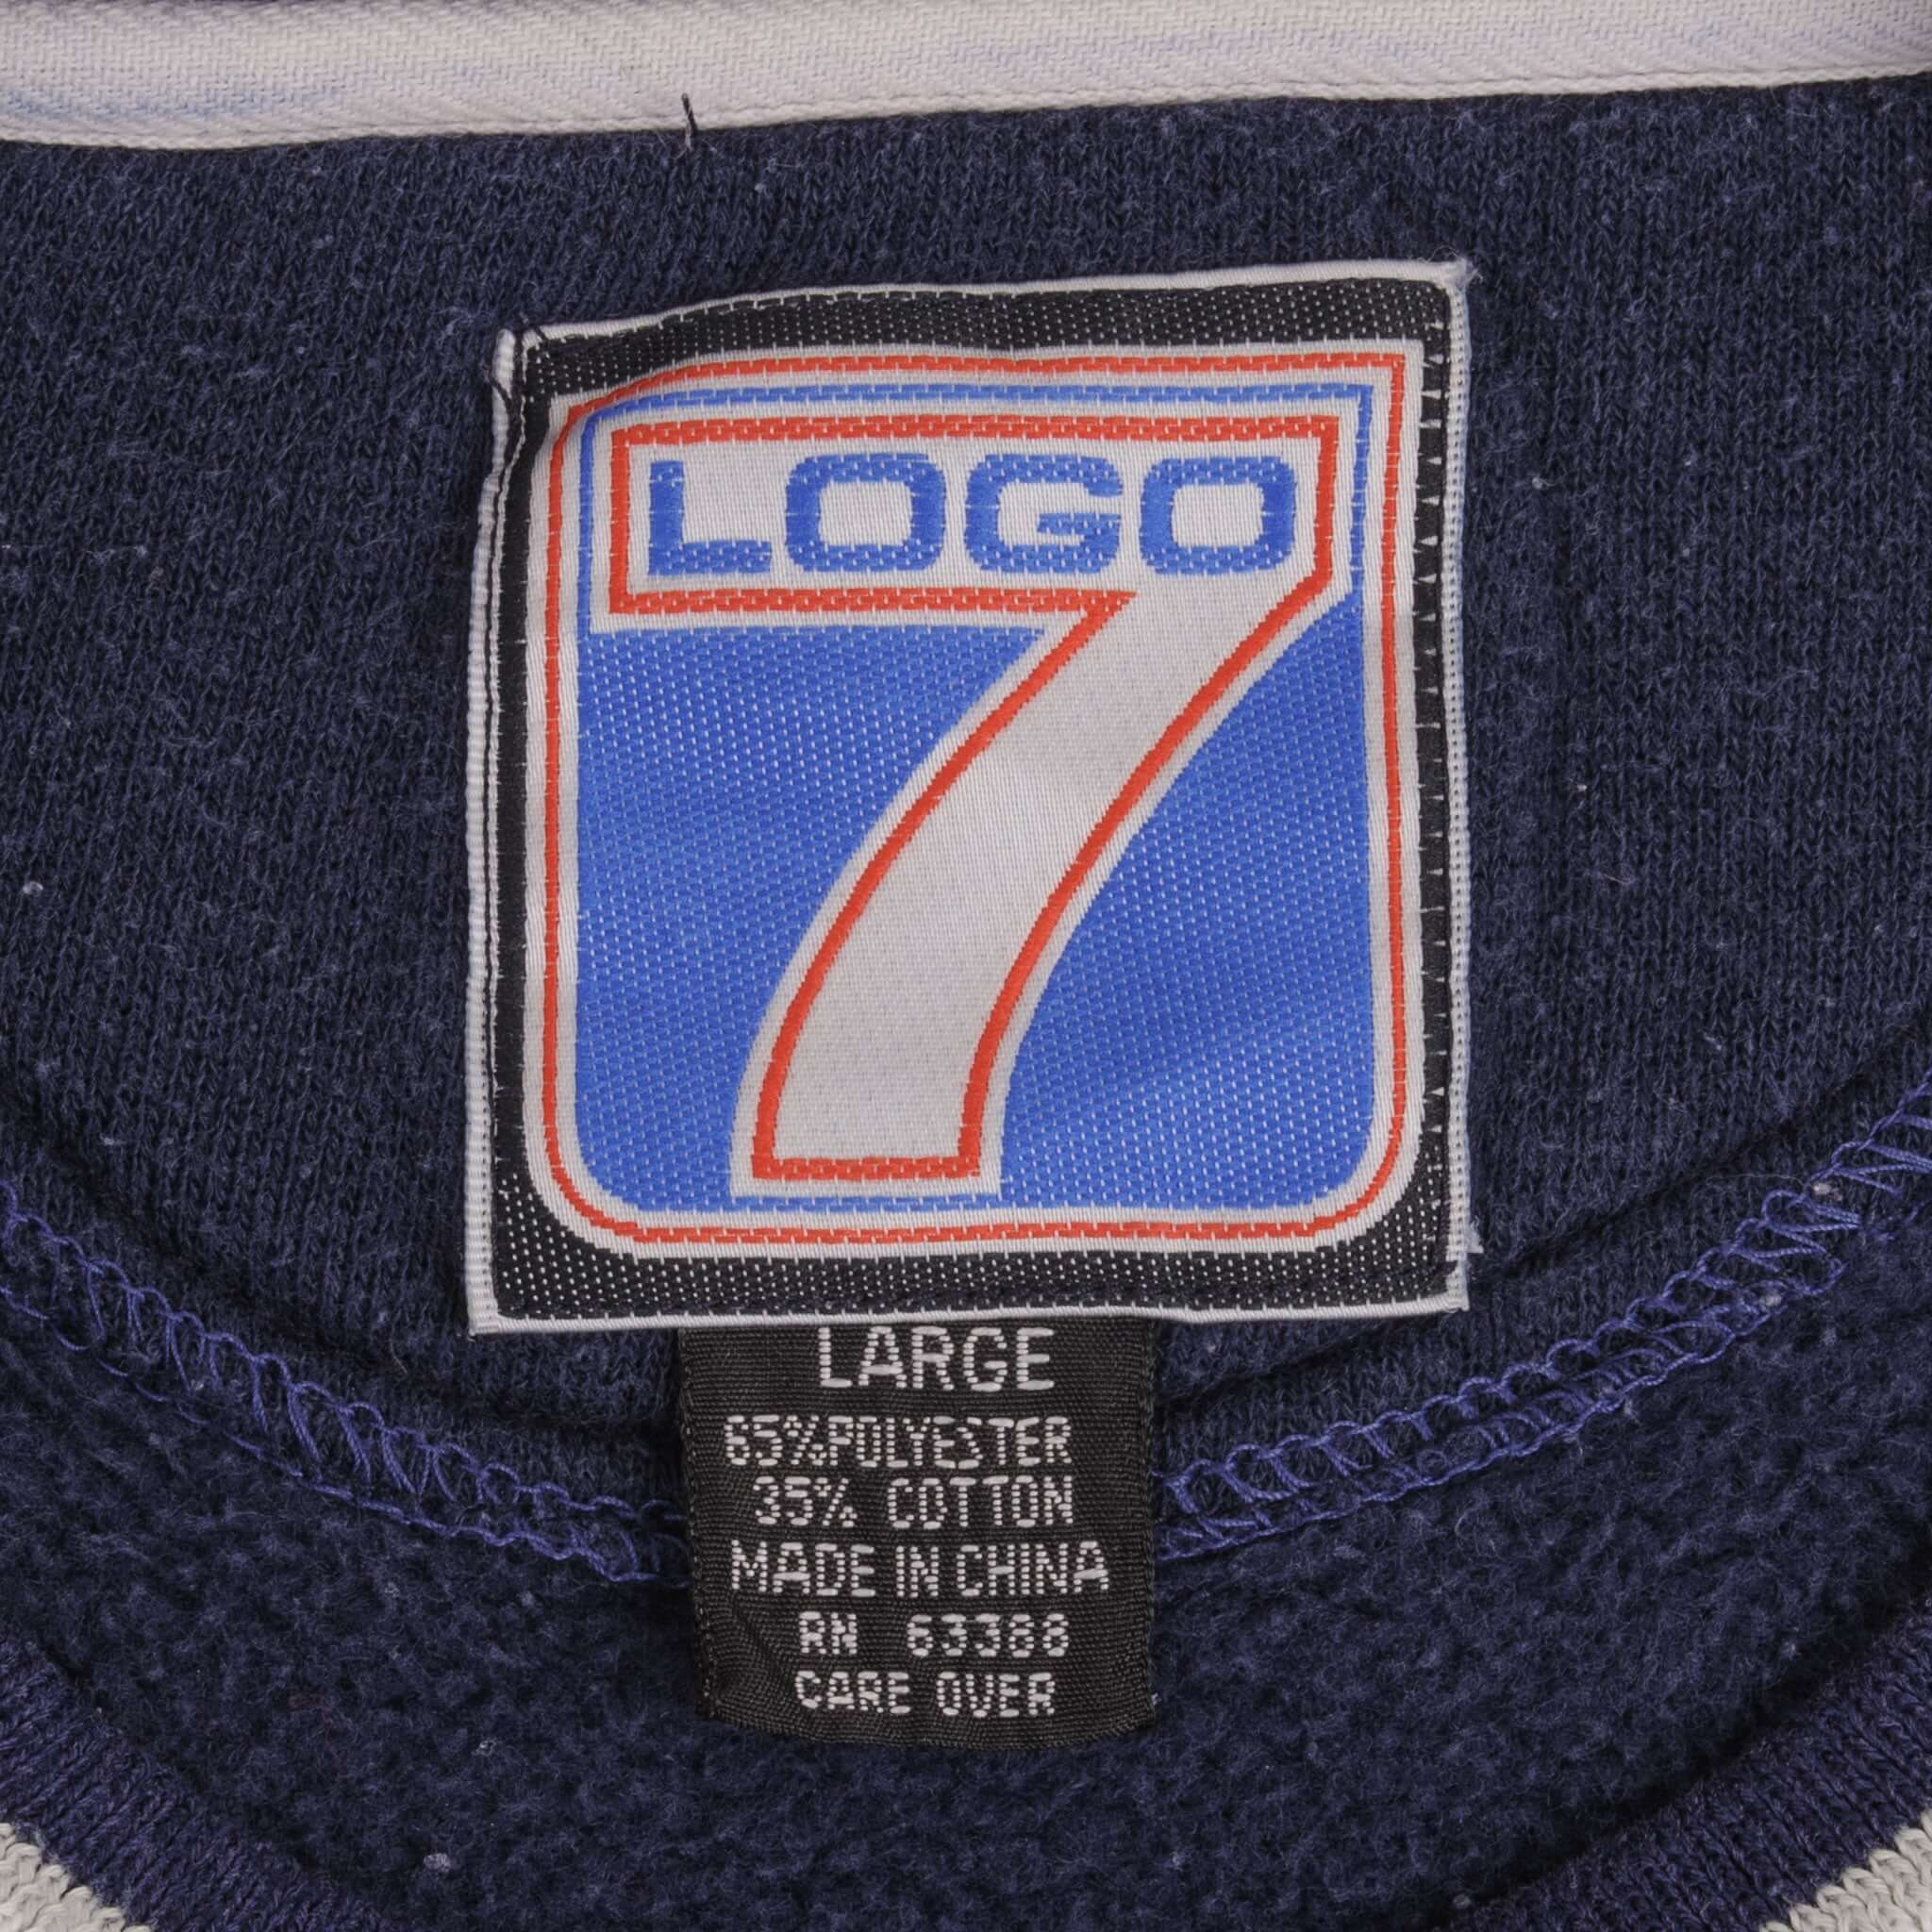 LOGO
7
LARGE
65%POLYESTER
35% COTTON
MADE IN CHINA
RN 63388
CARE OVER